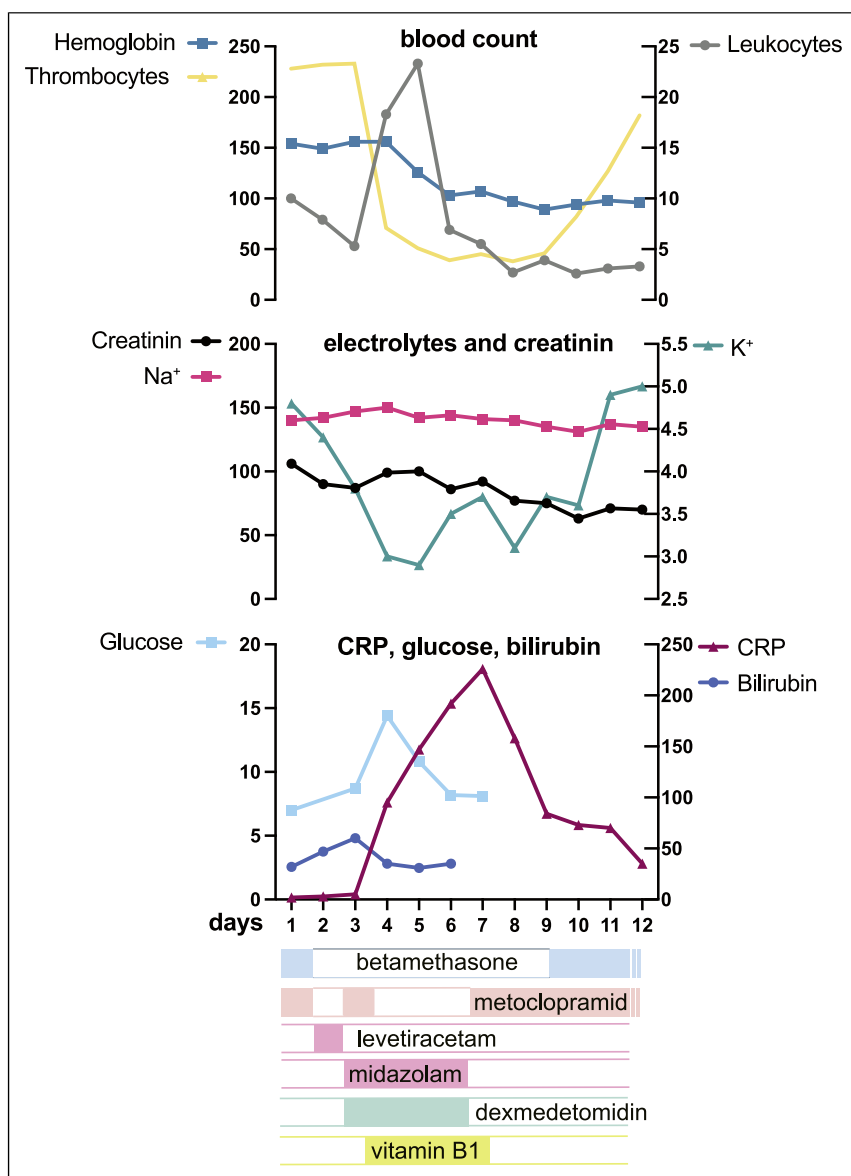 blood count
Hemoglobin
Thrombocytes
Leukocytes
250
200
150
100
50
0
25
20
15
10
5
0
electrolytes and creatinin
Creatinin
Na+
K+
200
150
100
50
0
5.5
5.0
4.5
4.0
3.5
3.0
2.5
CRP, glucose, bilirubin
Glucose
CRP
Bilirubin
20
15
10
5
0
250
200
150
100
50
0
days 1 2 3 4 5 6 7 8 9 10 11 12
betamethasone
metoclopramid
levetiracetam
midazolam
dexmedetomidin
vitamin B1